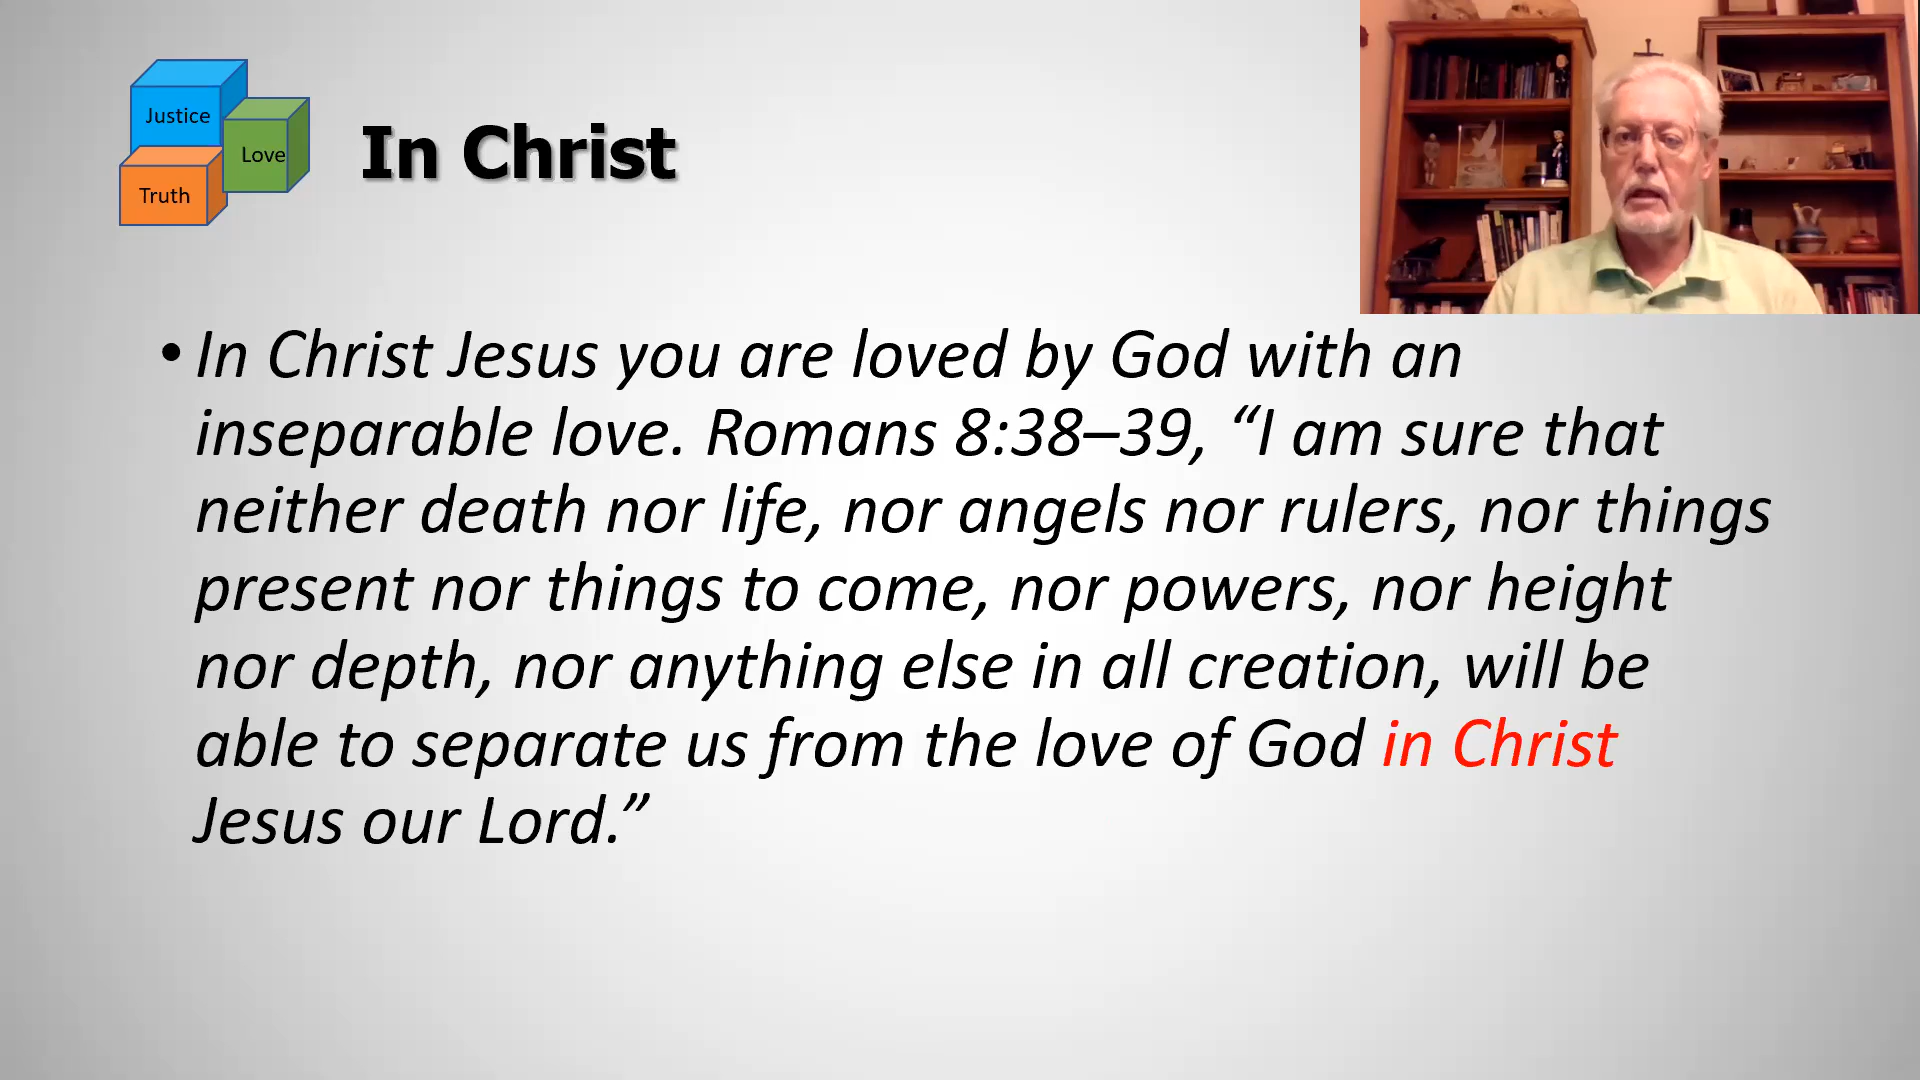 Justice
Love
Truth
In Christ
• In Christ Jesus you are loved by God with an
inseparable love. Romans 8:38–39, “I am sure that
neither death nor life, nor angels nor rulers, nor things
present nor things to come, nor powers, nor height
nor depth, nor anything else in all creation, will be
able to separate us from the love of God in Christ
Jesus our Lord.”